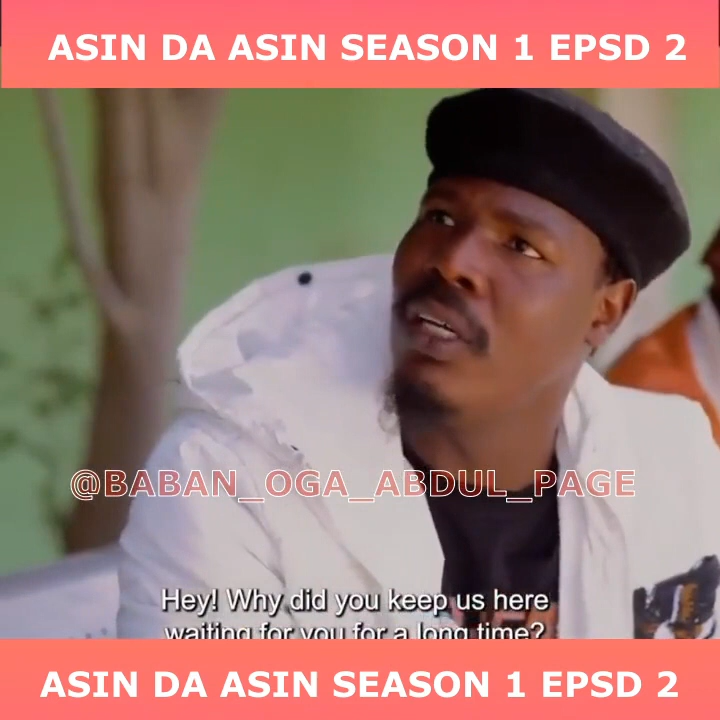 ASIN DA ASIN SEASON 1 EPSD 2
@BABAN_OGA_ABDUL_PAGE
Hey! Why did you keep us here
waiting for you for a long time?
ASIN DA ASIN SEASON 1 EPSD 2